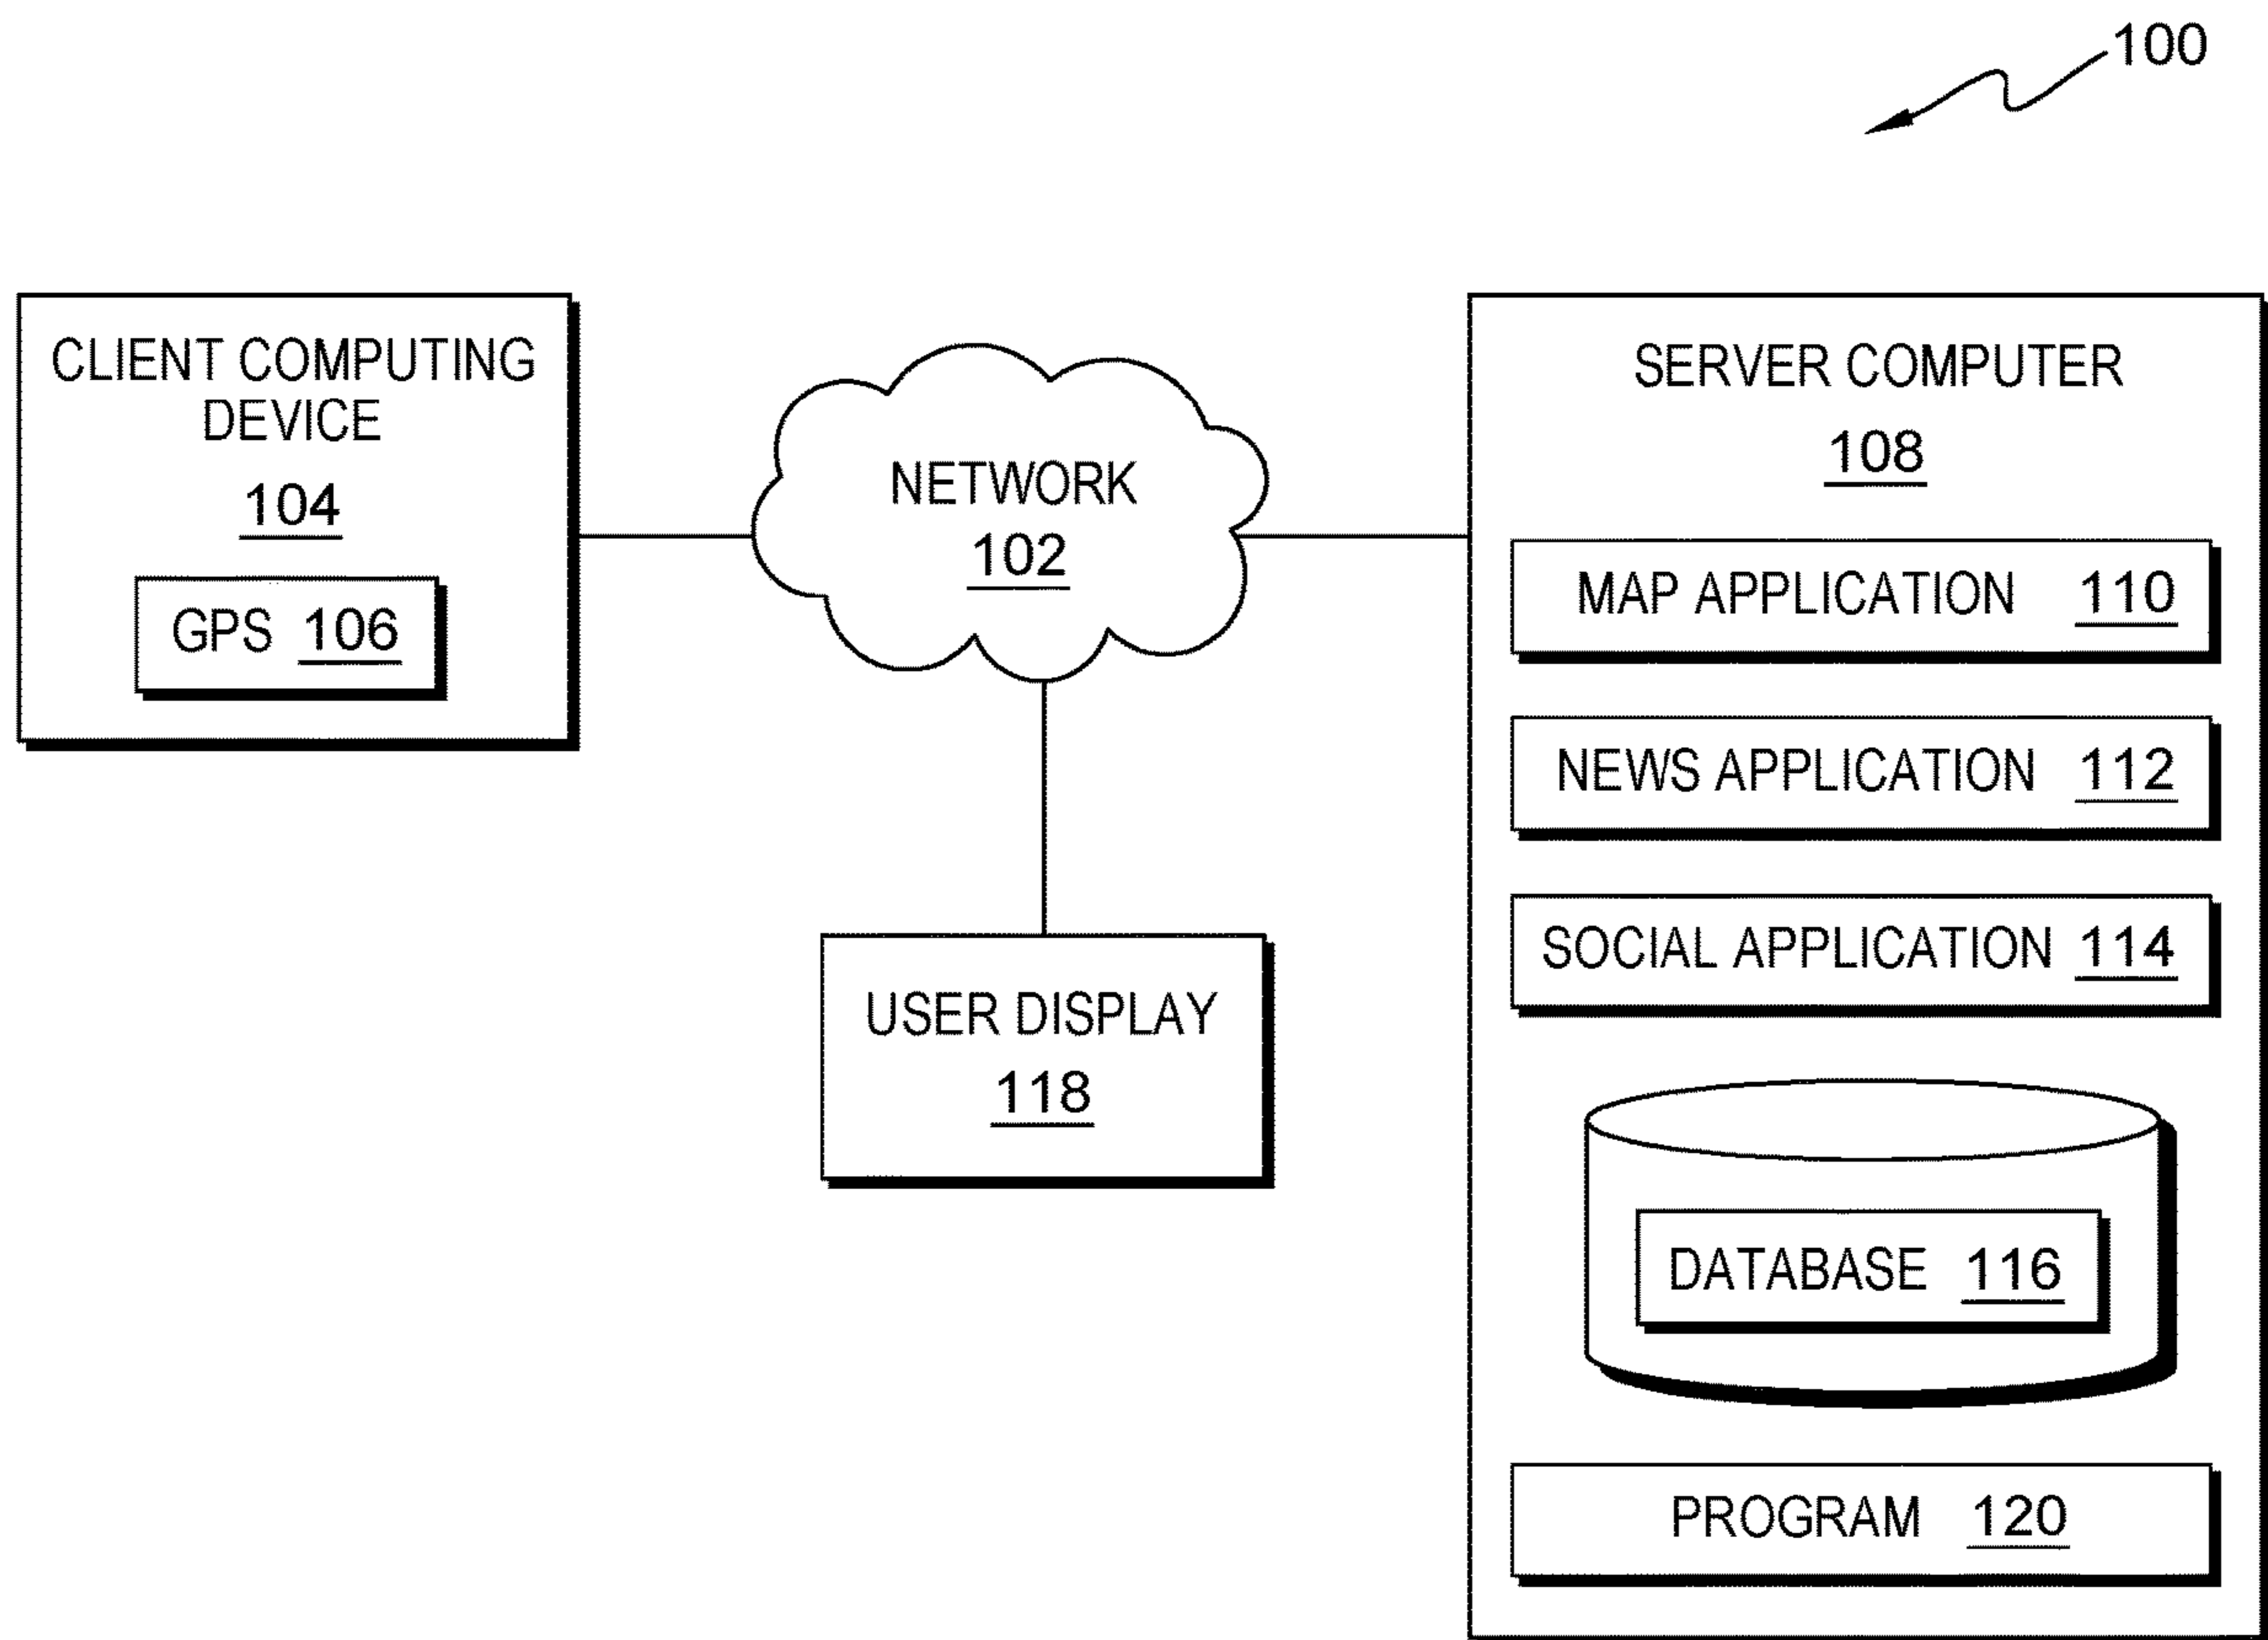 100
CLIENT COMPUTING
DEVICE
104
GPS 106
NETWORK
102
USER DISPLAY
118
SERVER COMPUTER
108
MAP APPLICATION 110
NEWS APPLICATION 112
SOCIAL APPLICATION 114
DATABASE 116
PROGRAM 120